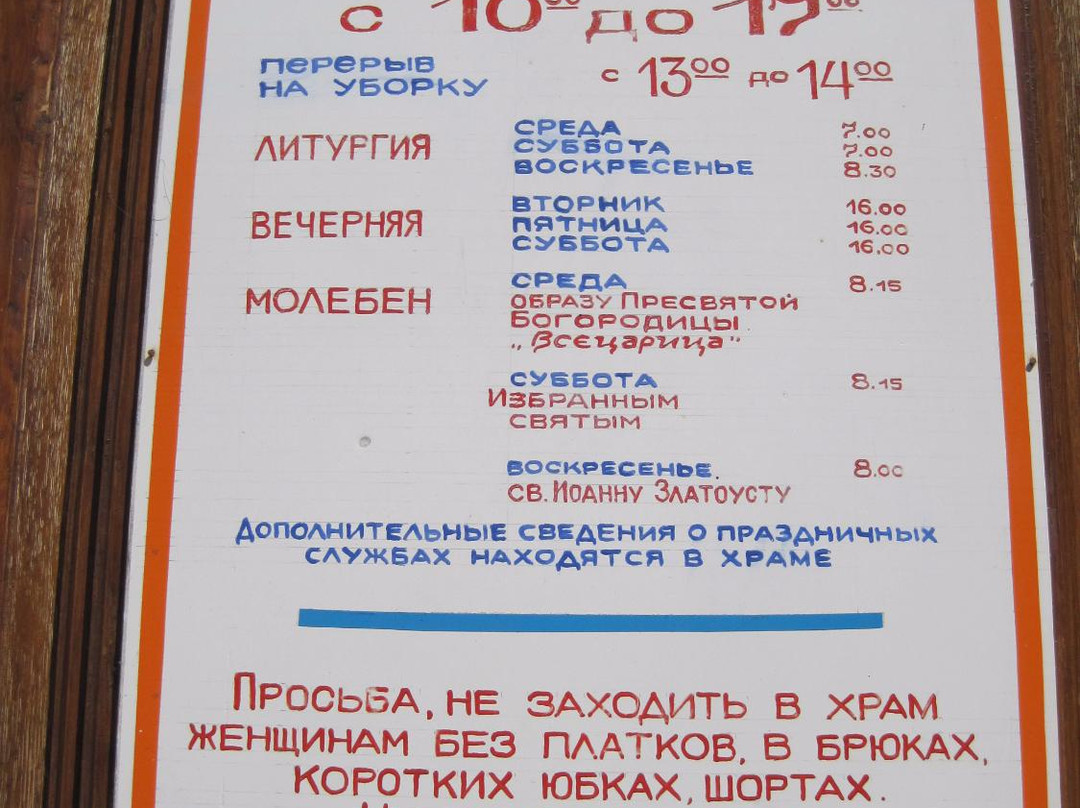 с 10⁰⁰ до 17⁰⁰
ПЕРЕРЫВ
НА УБОРКУ
с 13⁰⁰ до 14⁰⁰
ЛИТУРГИЯ
СРЕДА 7.00
СУББОТА 7.00
ВОСКРЕСЕНЬЕ 8.30
ВЕЧЕРНЯЯ
ВТОРНИК 16.00
ПЯТНИЦА 16.00
СУББОТА 16.00
МОЛЕБЕН
СРЕДА 8.15
ОБРАЗУ ПРЕСВЯТОЙ
БОГОРОДИЦЫ
„Всецарица"
СУББОТА 8.15
ИЗБРАННЫМ
СВЯТЫМ
ВОСКРЕСЕНЬЕ. 8.00
СВ. ИОАННУ ЗЛАТОУСТУ
ДОПОЛНИТЕЛЬНЫЕ СВЕДЕНИЯ О ПРАЗДНИЧНЫХ
СЛУЖБАХ НАХОДЯТСЯ В ХРАМЕ
ПРОСЬБА, НЕ ЗАХОДИТЬ В ХРАМ
ЖЕНЩИНАМ БЕЗ ПЛАТКОВ, В БРЮКАХ,
КОРОТКИХ ЮБКАХ, ШОРТАХ.